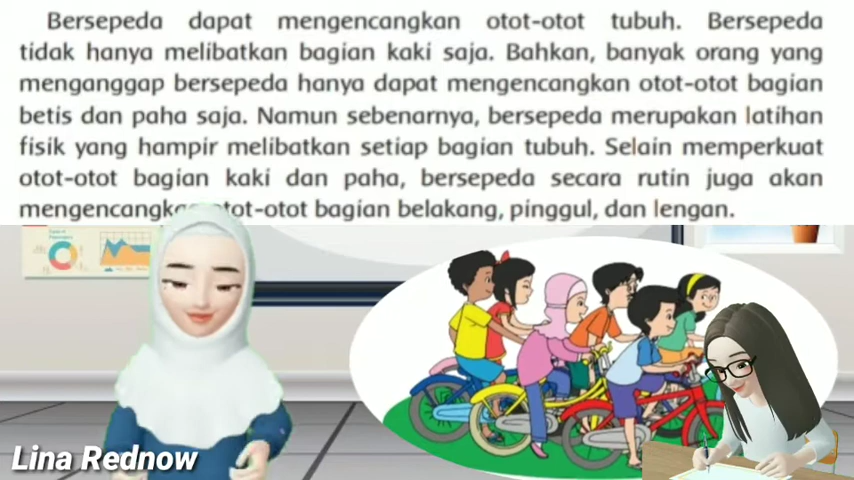 Bersepeda dapat mengencangkan otot-otot tubuh. Bersepeda
tidak hanya melibatkan bagian kaki saja. Bahkan, banyak orang yang
menganggap bersepeda hanya dapat mengencangkan otot-otot bagian
betis dan paha saja. Namun sebenarnya, bersepeda merupakan latihan
fisik yang hampir melibatkan setiap bagian tubuh. Selain memperkuat
otot-otot bagian kaki dan paha, bersepeda secara rutin juga akan
mengencangkan otot-otot bagian belakang, pinggul, dan lengan.
Lina Rednow